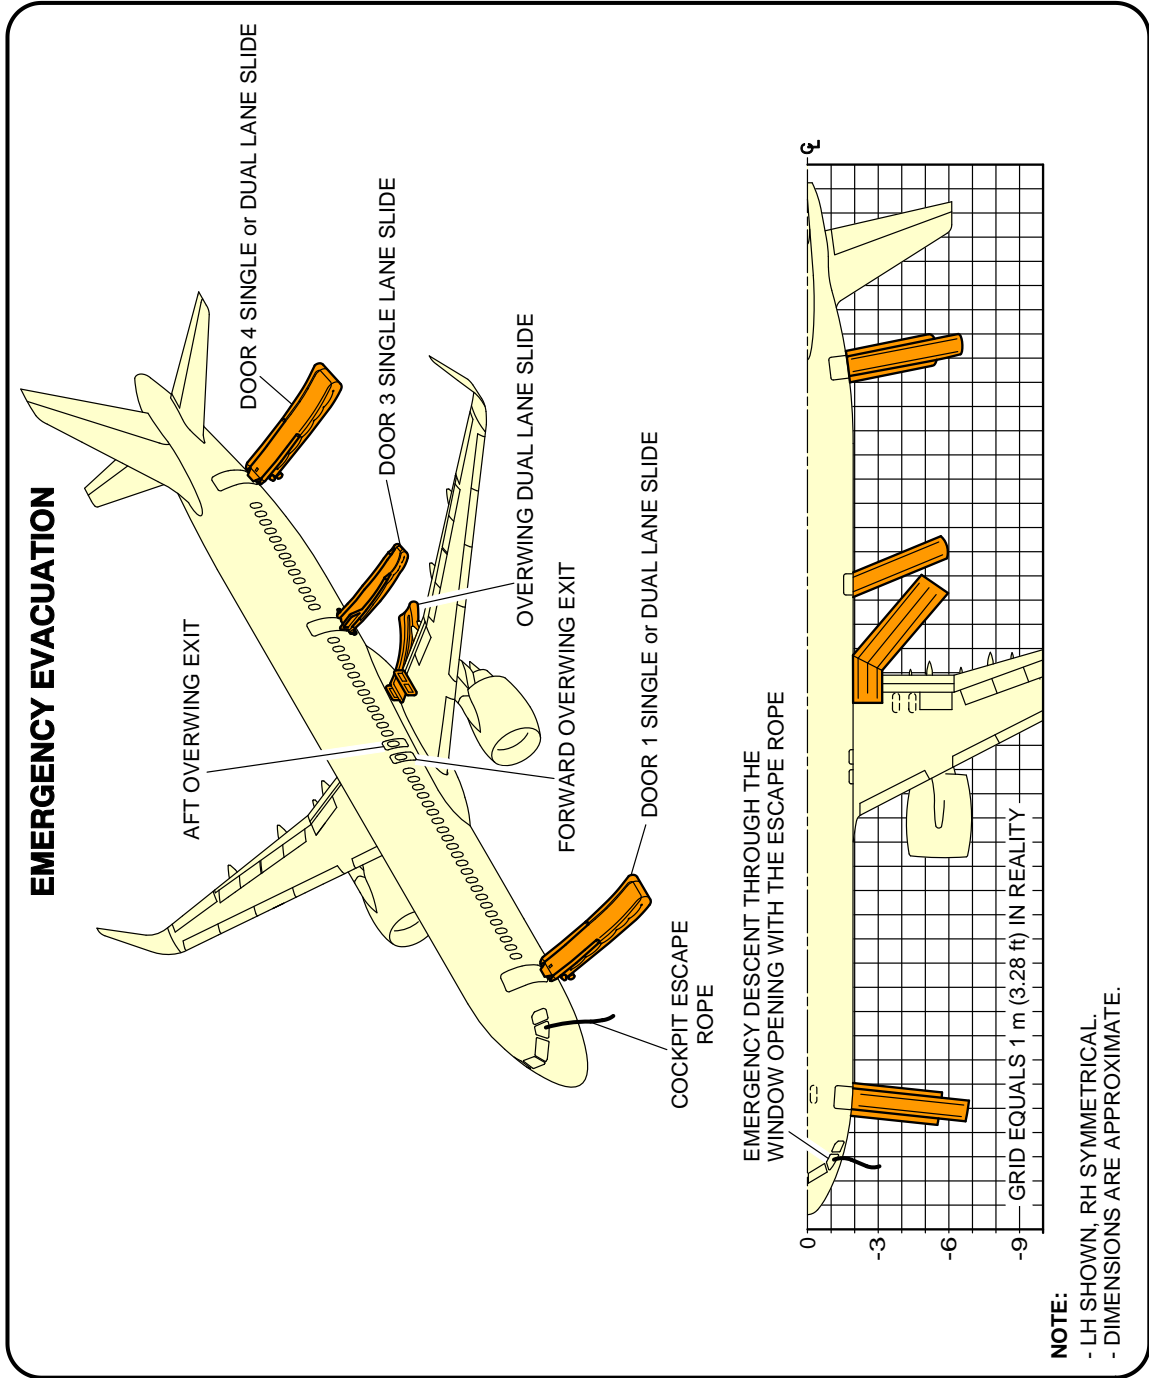 EMERGENCY EVACUATION
DOOR 4 SINGLE or DUAL LANE SLIDE
DOOR 3 SINGLE LANE SLIDE
AFT OVERWING EXIT
OVERWING DUAL LANE SLIDE
FORWARD OVERWING EXIT
DOOR 1 SINGLE or DUAL LANE SLIDE
COCKPIT ESCAPE
ROPE
EMERGENCY DESCENT THROUGH THE
WINDOW OPENING WITH THE ESCAPE ROPE
CL
0
-3
-6
-9
GRID EQUALS 1 m (3.28 ft) IN REALITY
NOTE:
- LH SHOWN, RH SYMMETRICAL.
- DIMENSIONS ARE APPROXIMATE.